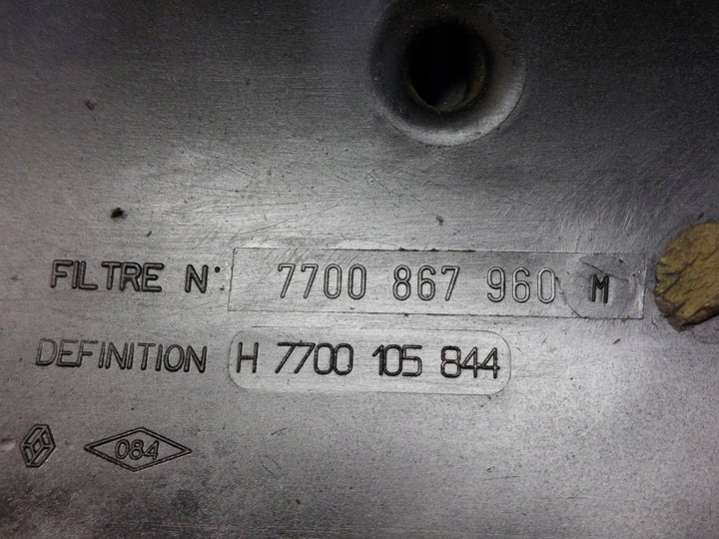 FILTRE N° 7700 867 960 M
DEFINITION H 7700 105 844
084